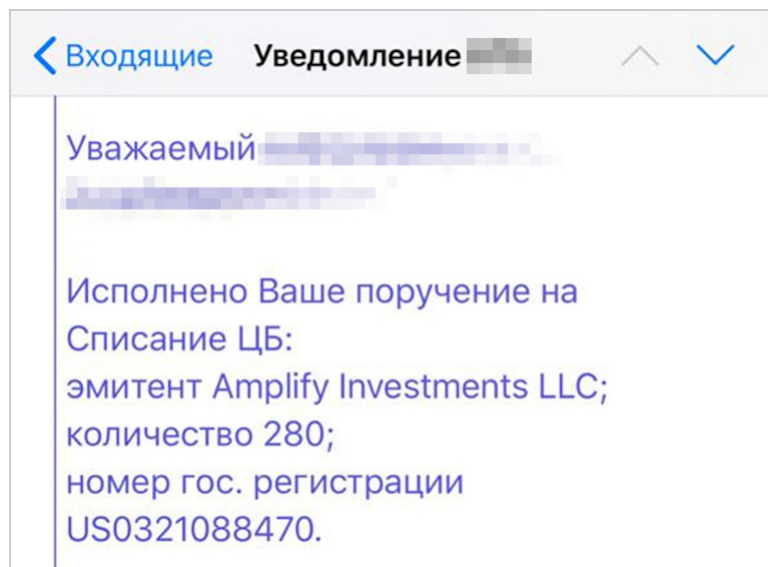 Входящие Уведомление
Уважаемый
Исполнено Ваше поручение на
Списание ЦБ:
эмитент Amplify Investments LLC;
количество 280;
номер гос. регистрации
US0321088470.